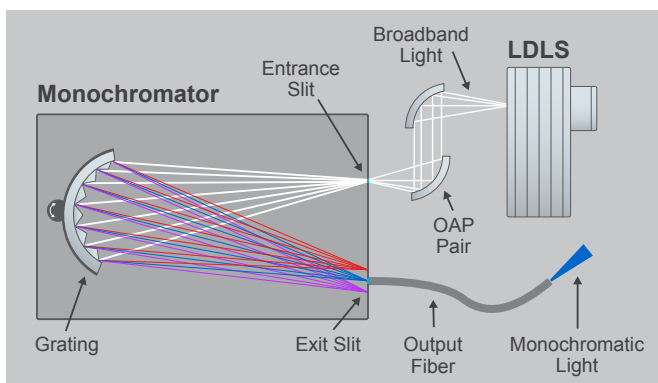 Broadband
Light
LDLS
Entrance
Slit
Monochromator
OAP
Pair
Grating
Exit Slit
Output
Fiber
Monochromatic
Light